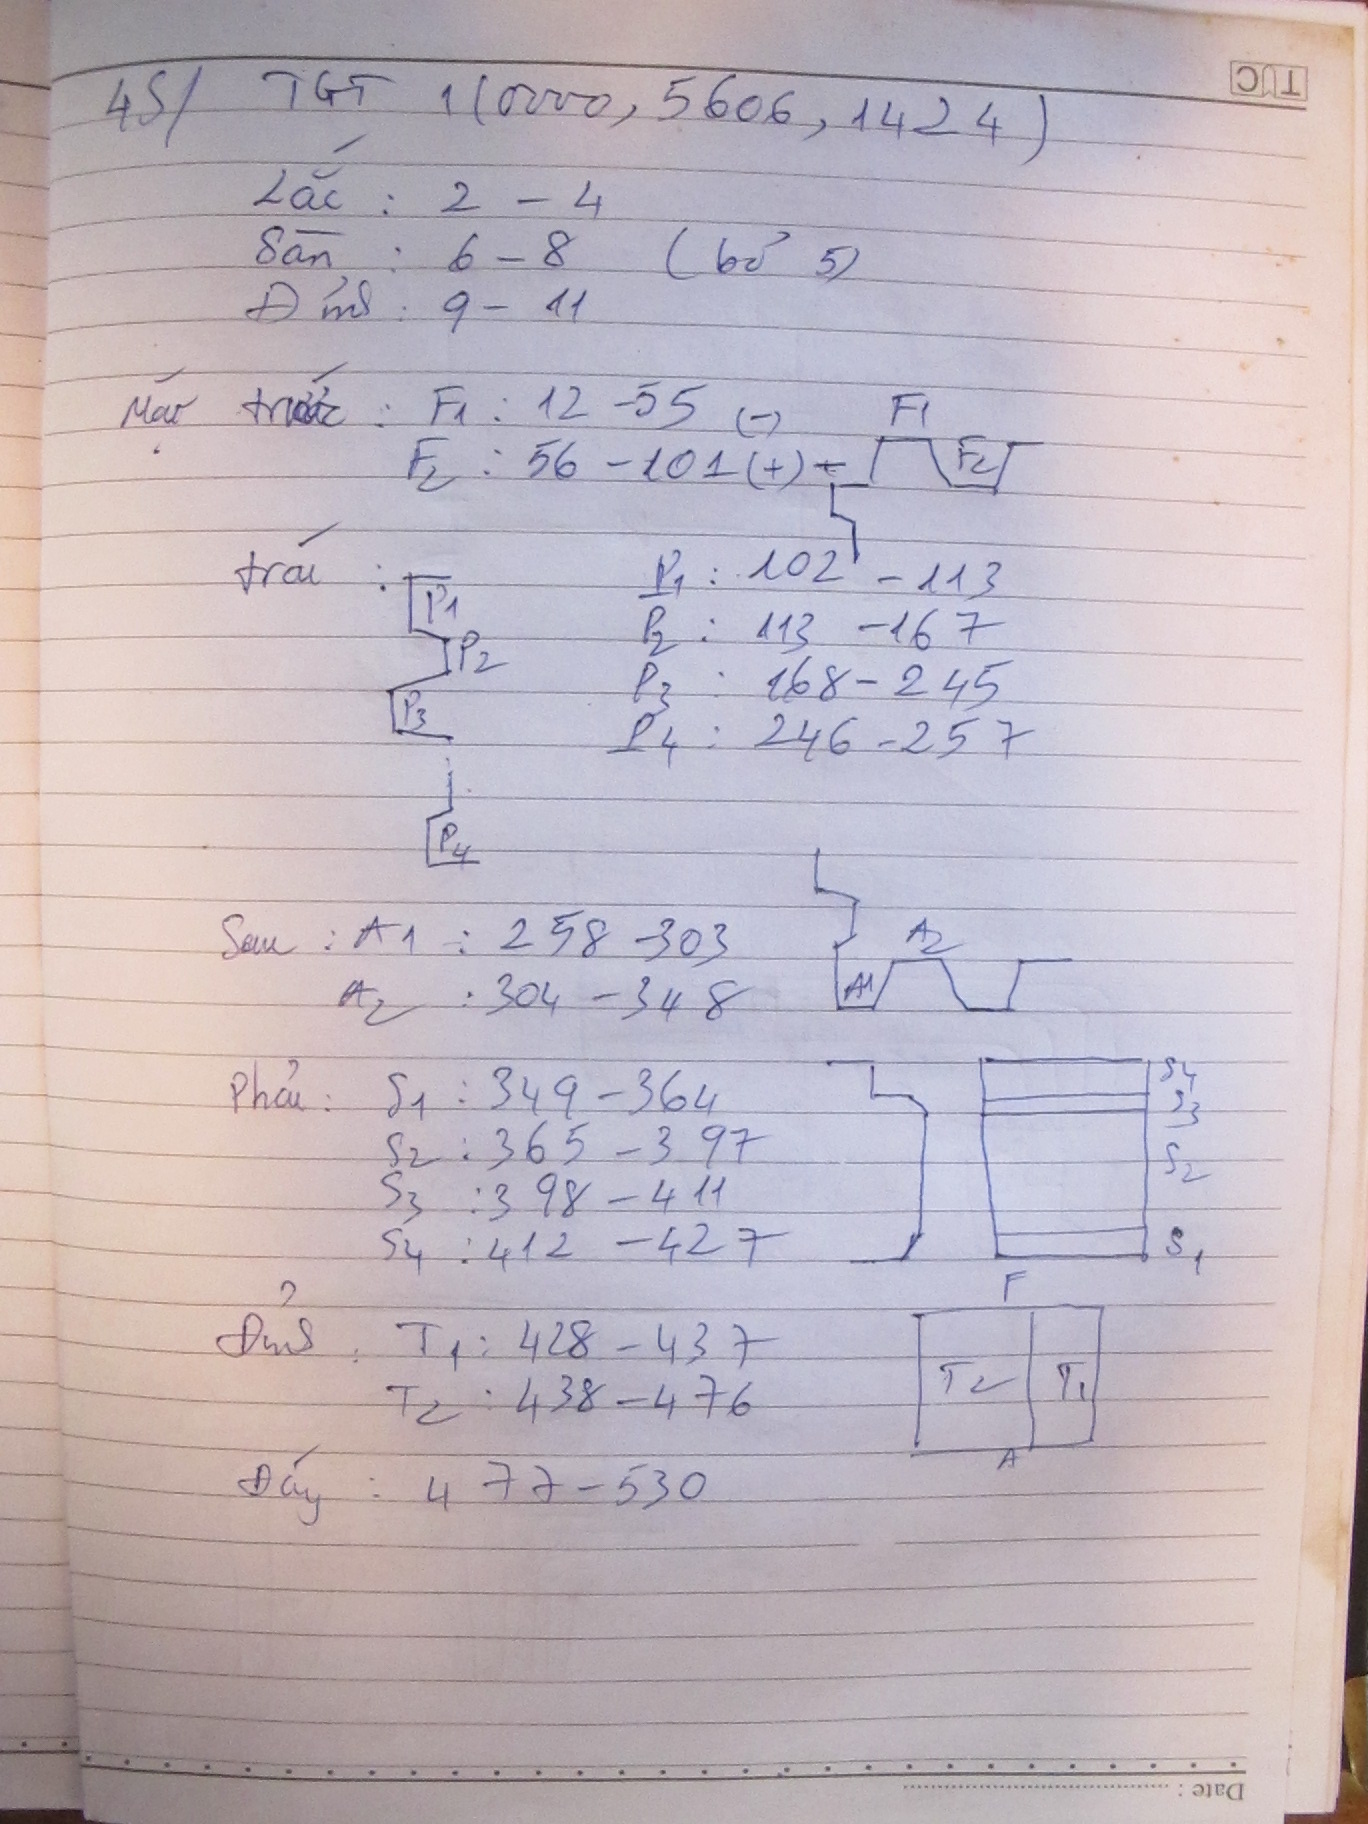 TUC
45/ TGT 1(0000, 5606, 1424)
Lắc : 2 - 4
Sàn : 6 - 8 (bỏ 5)
Đỉnh : 9 - 11
Máy trước : F1 : 12 - 55 (-)
F1
F2 : 56 - 101 (+)
F2
trái :
P1
P2
P3
P4
P1 : 102 - 113
P2 : 113 - 167
P3 : 168 - 245
P4 : 246 - 257
Sau : A1 : 258 - 303
A2 : 304 - 348
A2
A1
Phải : S1 : 349 - 364
S2 : 365 - 397
S3 : 398 - 411
S4 : 412 - 427
S4
S3
S2
S1
Đỉnh : T1 : 428 - 437
T2 : 438 - 476
F
T2 T1
A
Đáy : 477 - 530
Date :